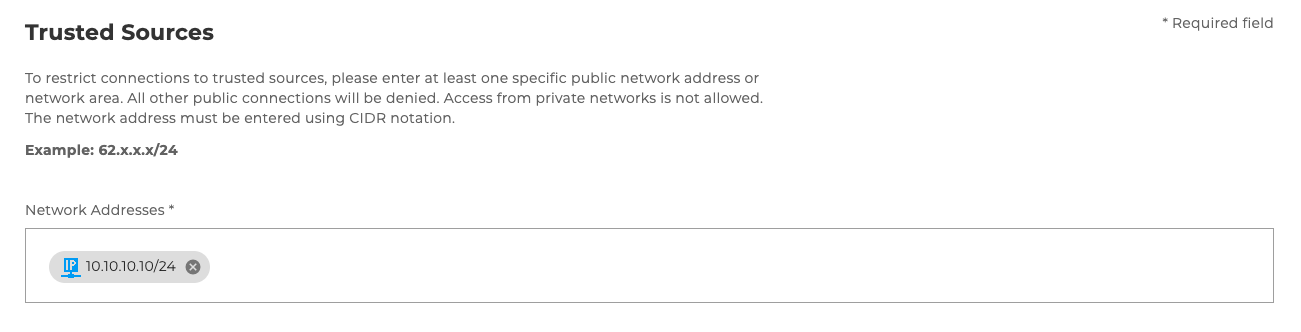 Trusted Sources
* Required field
To restrict connections to trusted sources, please enter at least one specific public network address or
network area. All other public connections will be denied. Access from private networks is not allowed.
The network address must be entered using CIDR notation.
Example: 62.x.x.x/24
Network Addresses *
IP 10.10.10.10/24